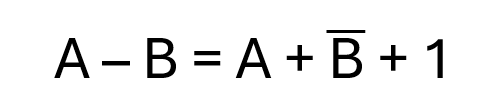 A – B = A + B̅ + 1